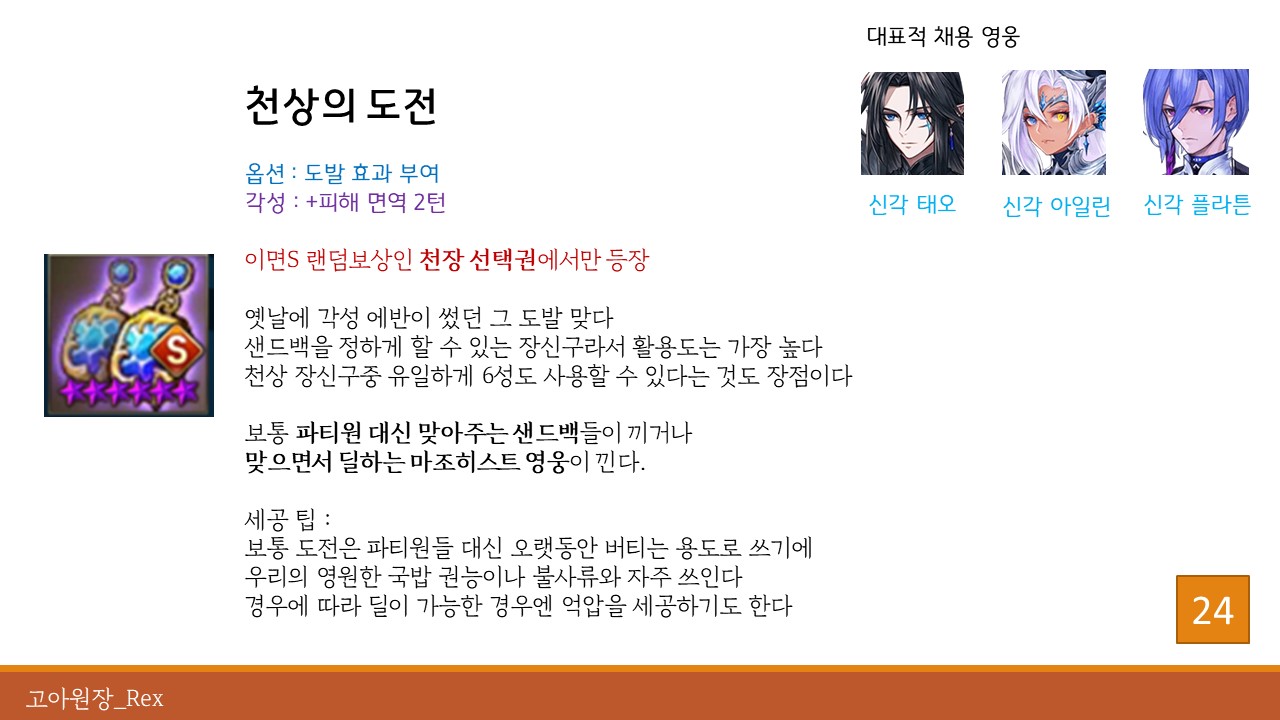 대표적 채용 영웅
천상의 도전
옵션 : 도발 효과 부여
각성 : +피해 면역 2턴
신각 태오
신각 아일린
신각 플라튼
이면S 랜덤보상인 천장 선택권에서만 등장
옛날에 각성 에반이 썼던 그 도발 맞다
샌드백을 정하게 할 수 있는 장신구라서 활용도는 가장 높다
천상 장신구중 유일하게 6성도 사용할 수 있다는 것도 장점이다
S
보통 파티원 대신 맞아주는 샌드백들이 끼거나
맞으면서 딜하는 마조히스트 영웅이 낀다.
세공 팁 :
보통 도전은 파티원들 대신 오랫동안 버티는 용도로 쓰기에
우리의 영원한 국밥 권능이나 불사류와 자주 쓰인다
경우에 따라 딜이 가능한 경우엔 억압을 세공하기도 한다
24
고아원장_Rex